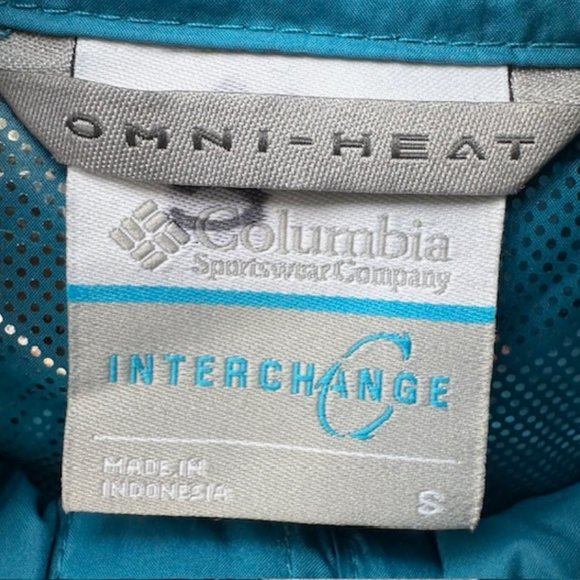 OMNI-HEAT
Columbia
Sportswear Company
INTERCHANGE
MADE IN
INDONESIA
S